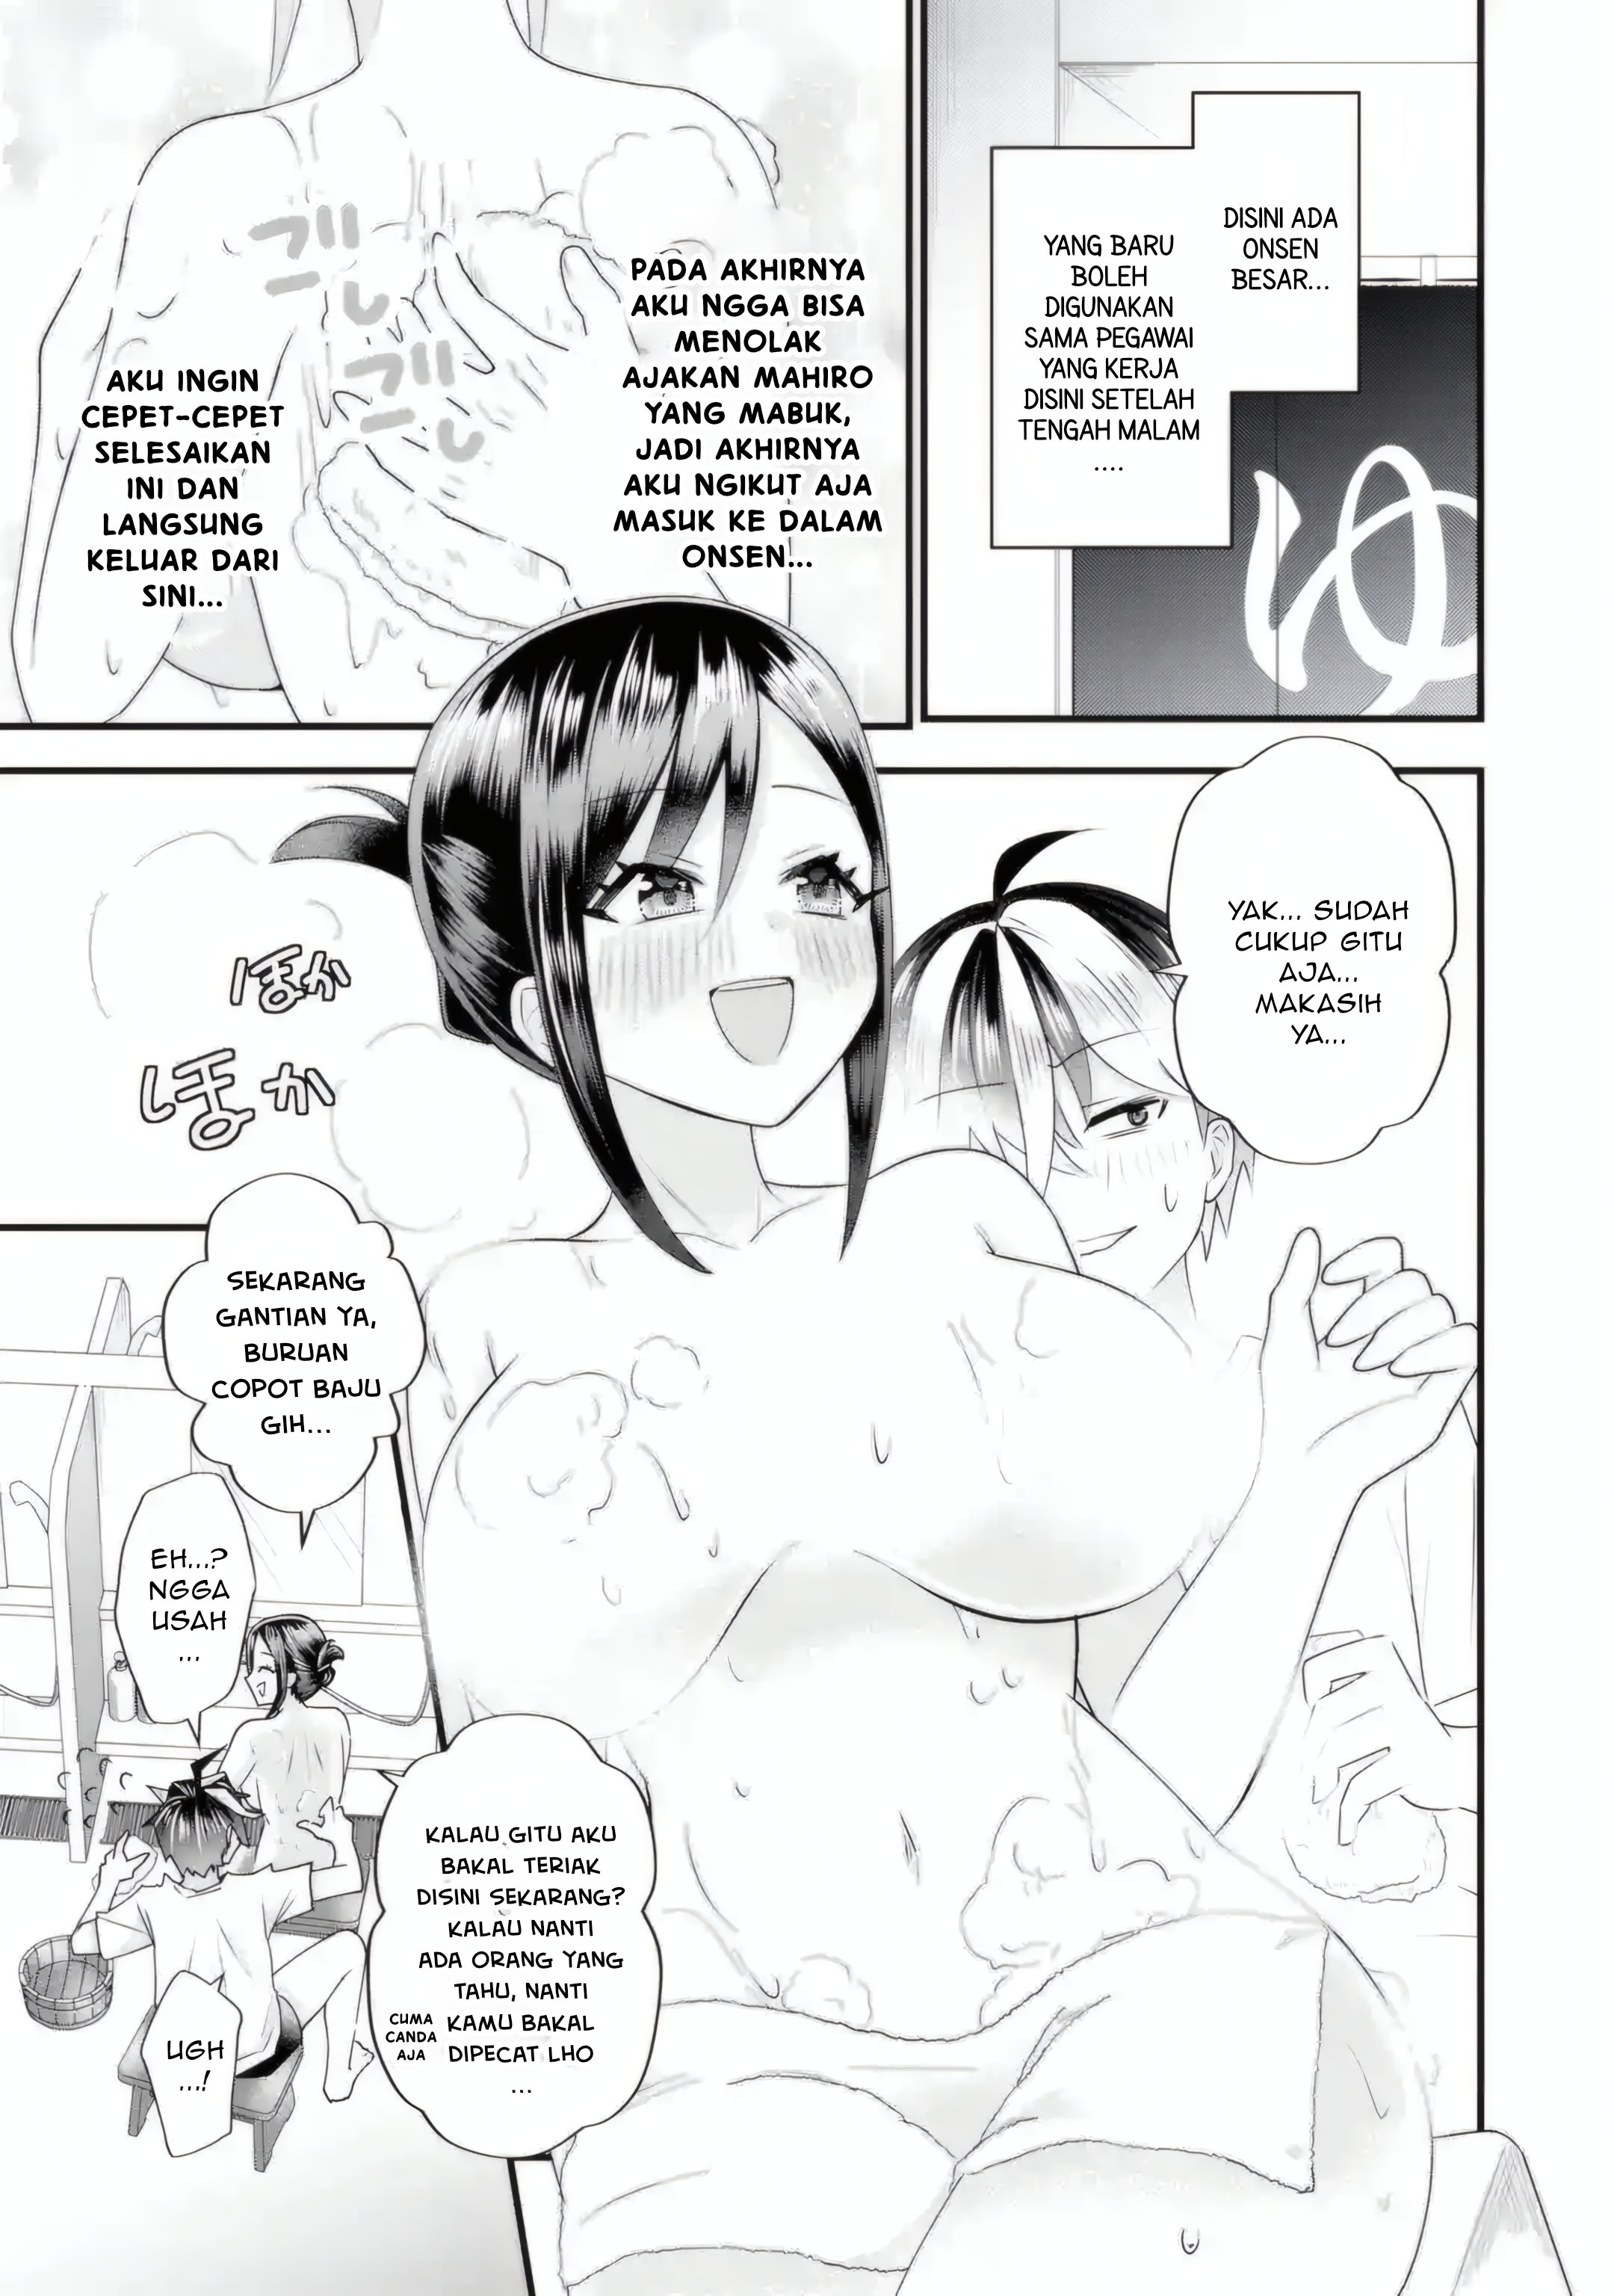 DISINI ADA
ONSEN
BESAR...
YANG BARU
BOLEH
DIGUNAKAN
SAMA PEGAWAI
YANG KERJA
DISINI SETELAH
TENGAH MALAM
....
ゆ
PADA AKHIRNYA
AKU NGGA BISA
MENOLAK
AJAKAN MAHIRO
YANG MABUK,
JADI AKHIRNYA
AKU NGIKUT AJA
MASUK KE DALAM
ONSEN...
ゴシ
ゴシ
AKU INGIN
CEPET-CEPET
SELESAIKAN
INI DAN
LANGSUNG
KELUAR DARI
SINI...
YAK... SUDAH
CUKUP GITU
AJA...
MAKASIH
YA...
ほか
ほか
SEKARANG
GANTIAN YA,
BURUAN
COPOT BAJU
GIH...
EH...?
NGGA
USAH
...
KALAU GITU AKU
BAKAL TERIAK
DISINI SEKARANG?
KALAU NANTI
ADA ORANG YANG
TAHU, NANTI
KAMU BAKAL
DIPECAT LHO
...
CUMA
CANDA
AJA
UGH
...!